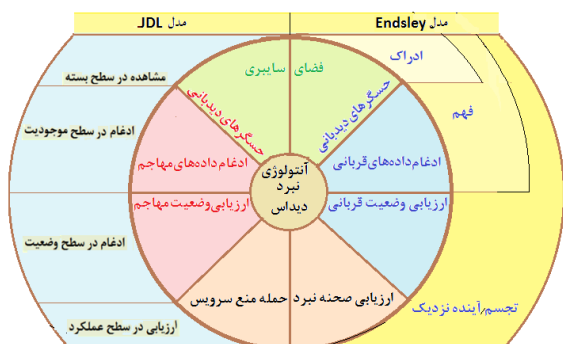 مدل Endsley
مدل JDL
ادراک
فهم
تجسم آینده نزدیک
مشاهده در سطح بسته
ادغام در سطح موجودیت
ادغام در سطح وضعیت
ارزیابی در سطح عملکرد
فضای سایبری
حسگرهای دیدبانی
حسگرهای دیدبانی
ادغام داده‌های قربانی
ادغام داده‌های مهاجم
آنتولوژی
نبرد
دیداس
ارزیابی وضعیت قربانی
ارزیابی وضعیت مهاجم
ارزیابی صحنه نبرد
حمله منع سرویس